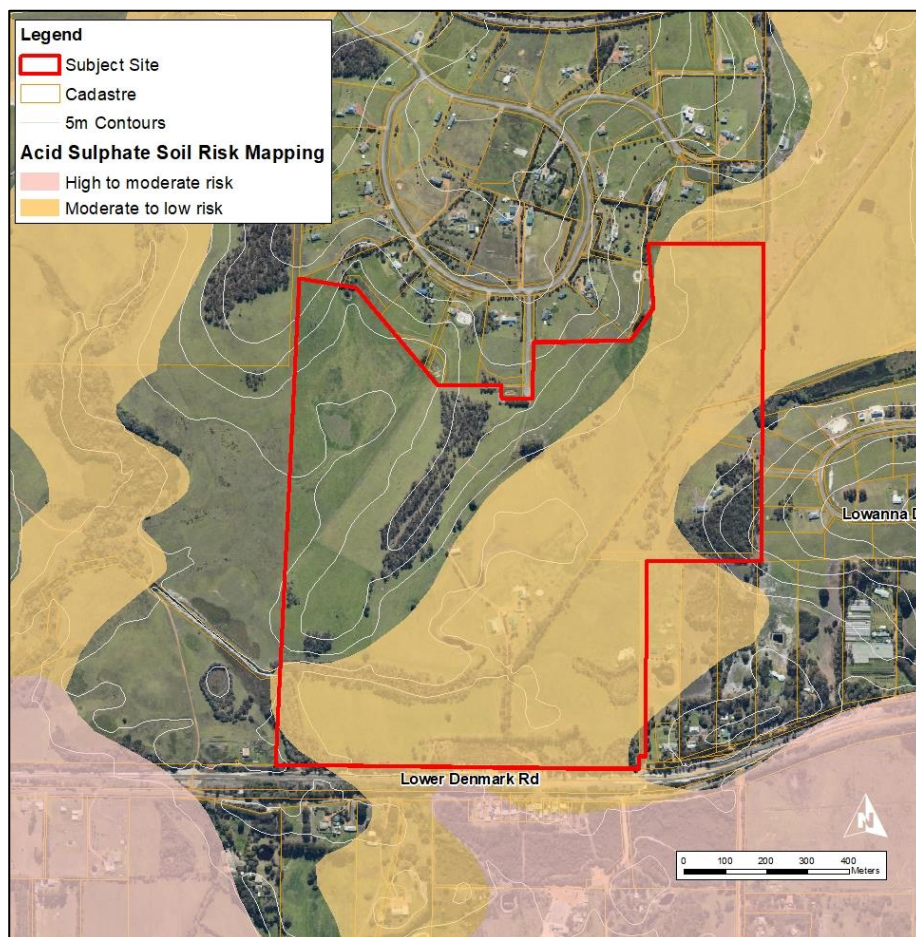 Legend
Subject Site
Cadastre
5m Contours
Acid Sulphate Soil Risk Mapping
High to moderate risk
Moderate to low risk
Lowanna D
Lower Denmark Rd
N
0 100 200 300 400
Meters